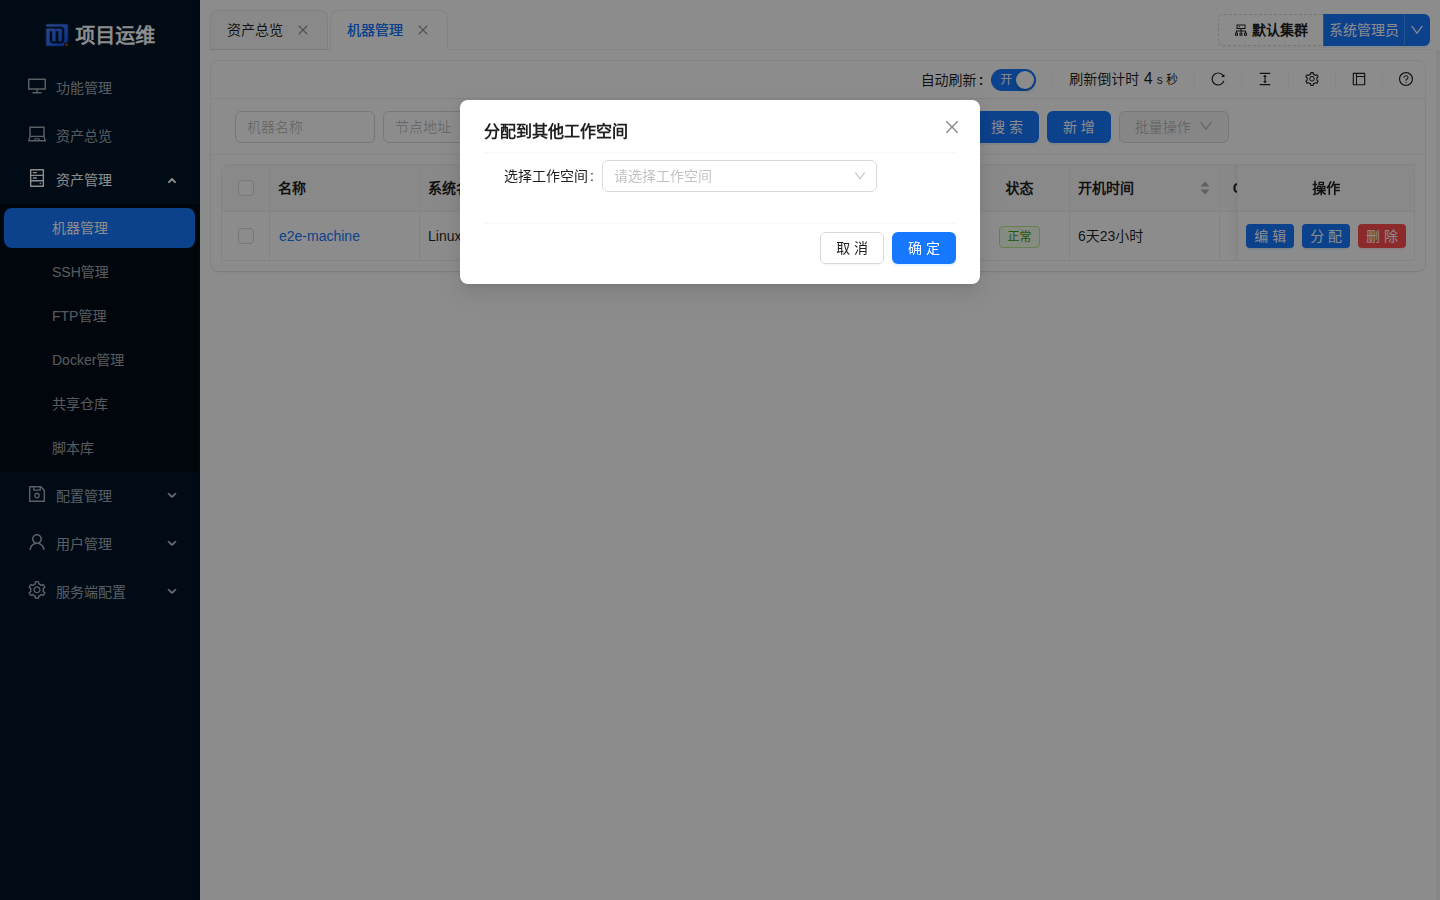 项目运维
功能管理
资产总览
资产管理
机器管理
SSH管理
FTP管理
Docker管理
共享仓库
脚本库
配置管理
用户管理
服务端配置
资产总览 机器管理 默认集群 系统管理员
自动刷新: 开 刷新倒计时 4 s 秒
机器名称 节点地址 搜 索 新 增 批量操作
分配到其他工作空间
选择工作空间: 请选择工作空间
取 消 确 定
名称 状态 开机时间 操作
e2e-machine Linux 正常 6天23小时 编 辑 分 配 删 除